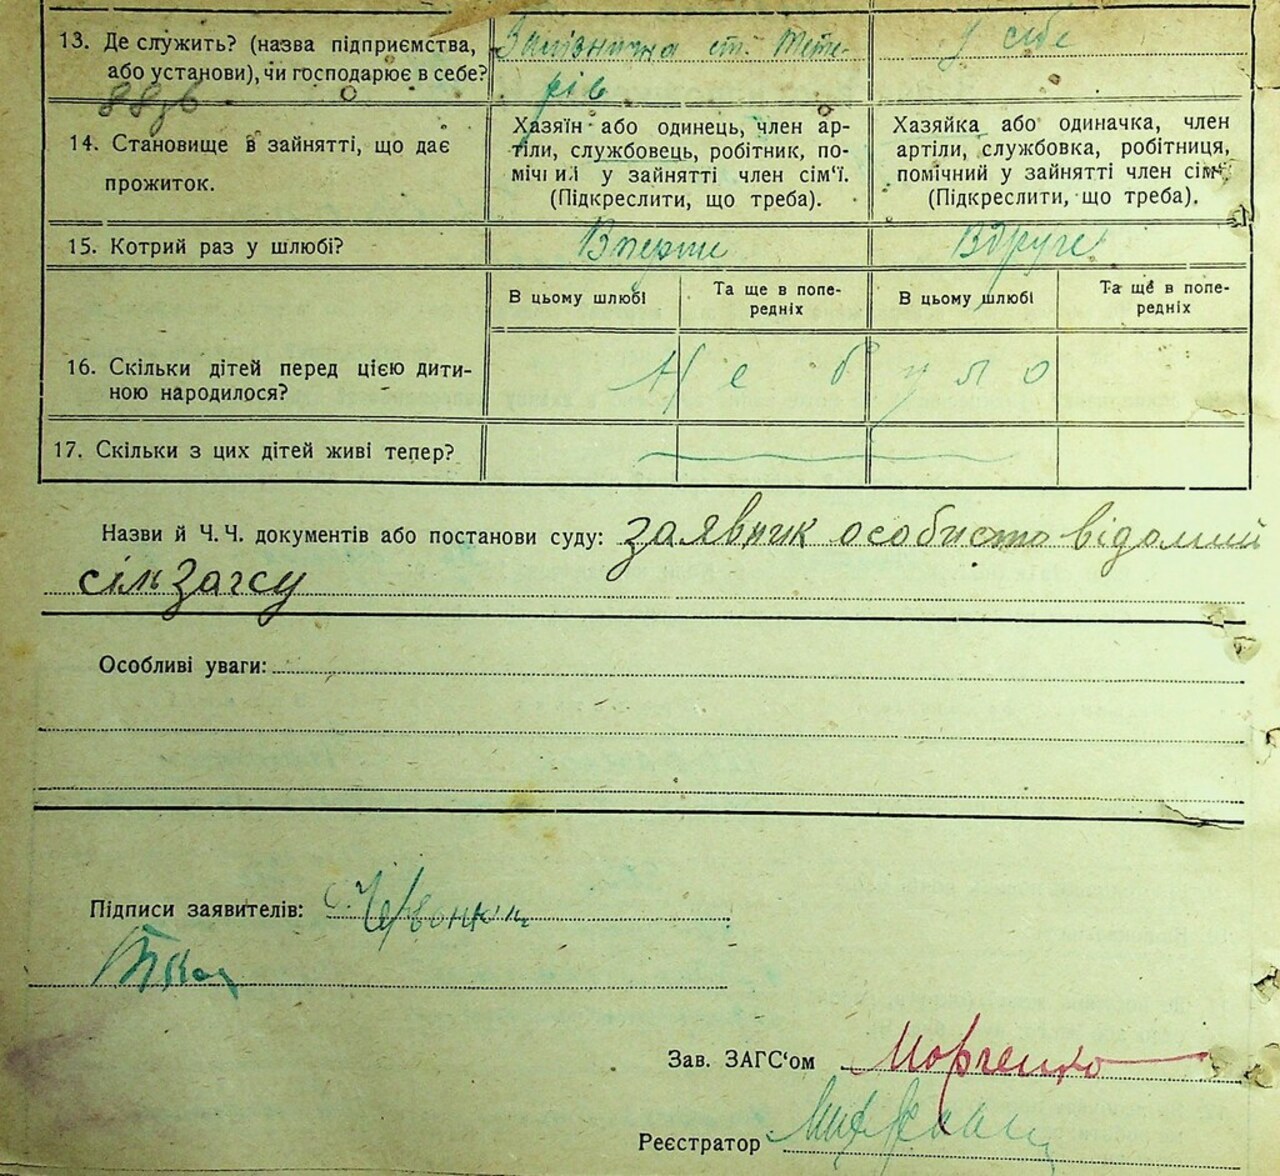 13. Де служить? (назва підприємства, або установи), чи господарює в себе?
Залізниця ст. Тете-
рів
у себе
14. Становище в зайнятті, що дає прожиток.
Хазяїн або одинець, член ар-
тіли, службовець, робітник, по-
мічний у зайнятті член сім'ї.
(Підкреслити, що треба).
Хазяйка або одиначка, член
артіли, службовка, робітниця,
помічний у зайнятті член сім'ї.
(Підкреслити, що треба).
15. Котрий раз у шлюбі?
Вперше
Вдруге
В цьому шлюбі
Та ще в попе-
редніх
В цьому шлюбі
Та ще в попе-
редніх
16. Скільки дітей перед цією дити-
ною народилося?
Не було
17. Скільки з цих дітей живі тепер?
Назви й Ч. Ч. документів або постанови суду: заявник особисто відомий
сільзагсу
Особливі уваги:
Підписи заявителів:
Зав. ЗАГС'ом
Реєстратор